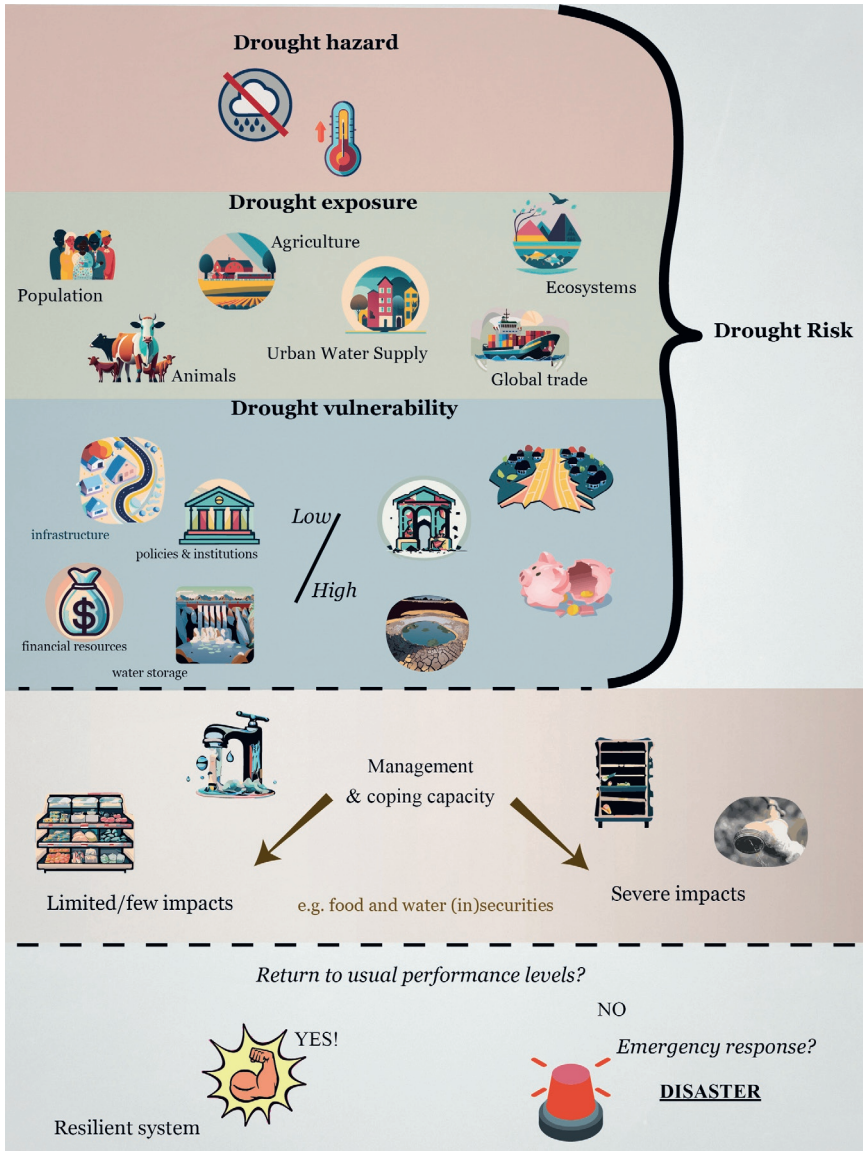 Drought hazard
Drought exposure
Agriculture
Population
Ecosystems
Urban Water Supply
Animals
Global trade
Drought Risk
Drought vulnerability
infrastructure
policies & institutions
Low
High
financial resources
water storage
$
Management
& coping capacity
Limited/few impacts
e.g. food and water (in)securities
Severe impacts
Return to usual performance levels?
YES!
NO
Emergency response?
DISASTER
Resilient system